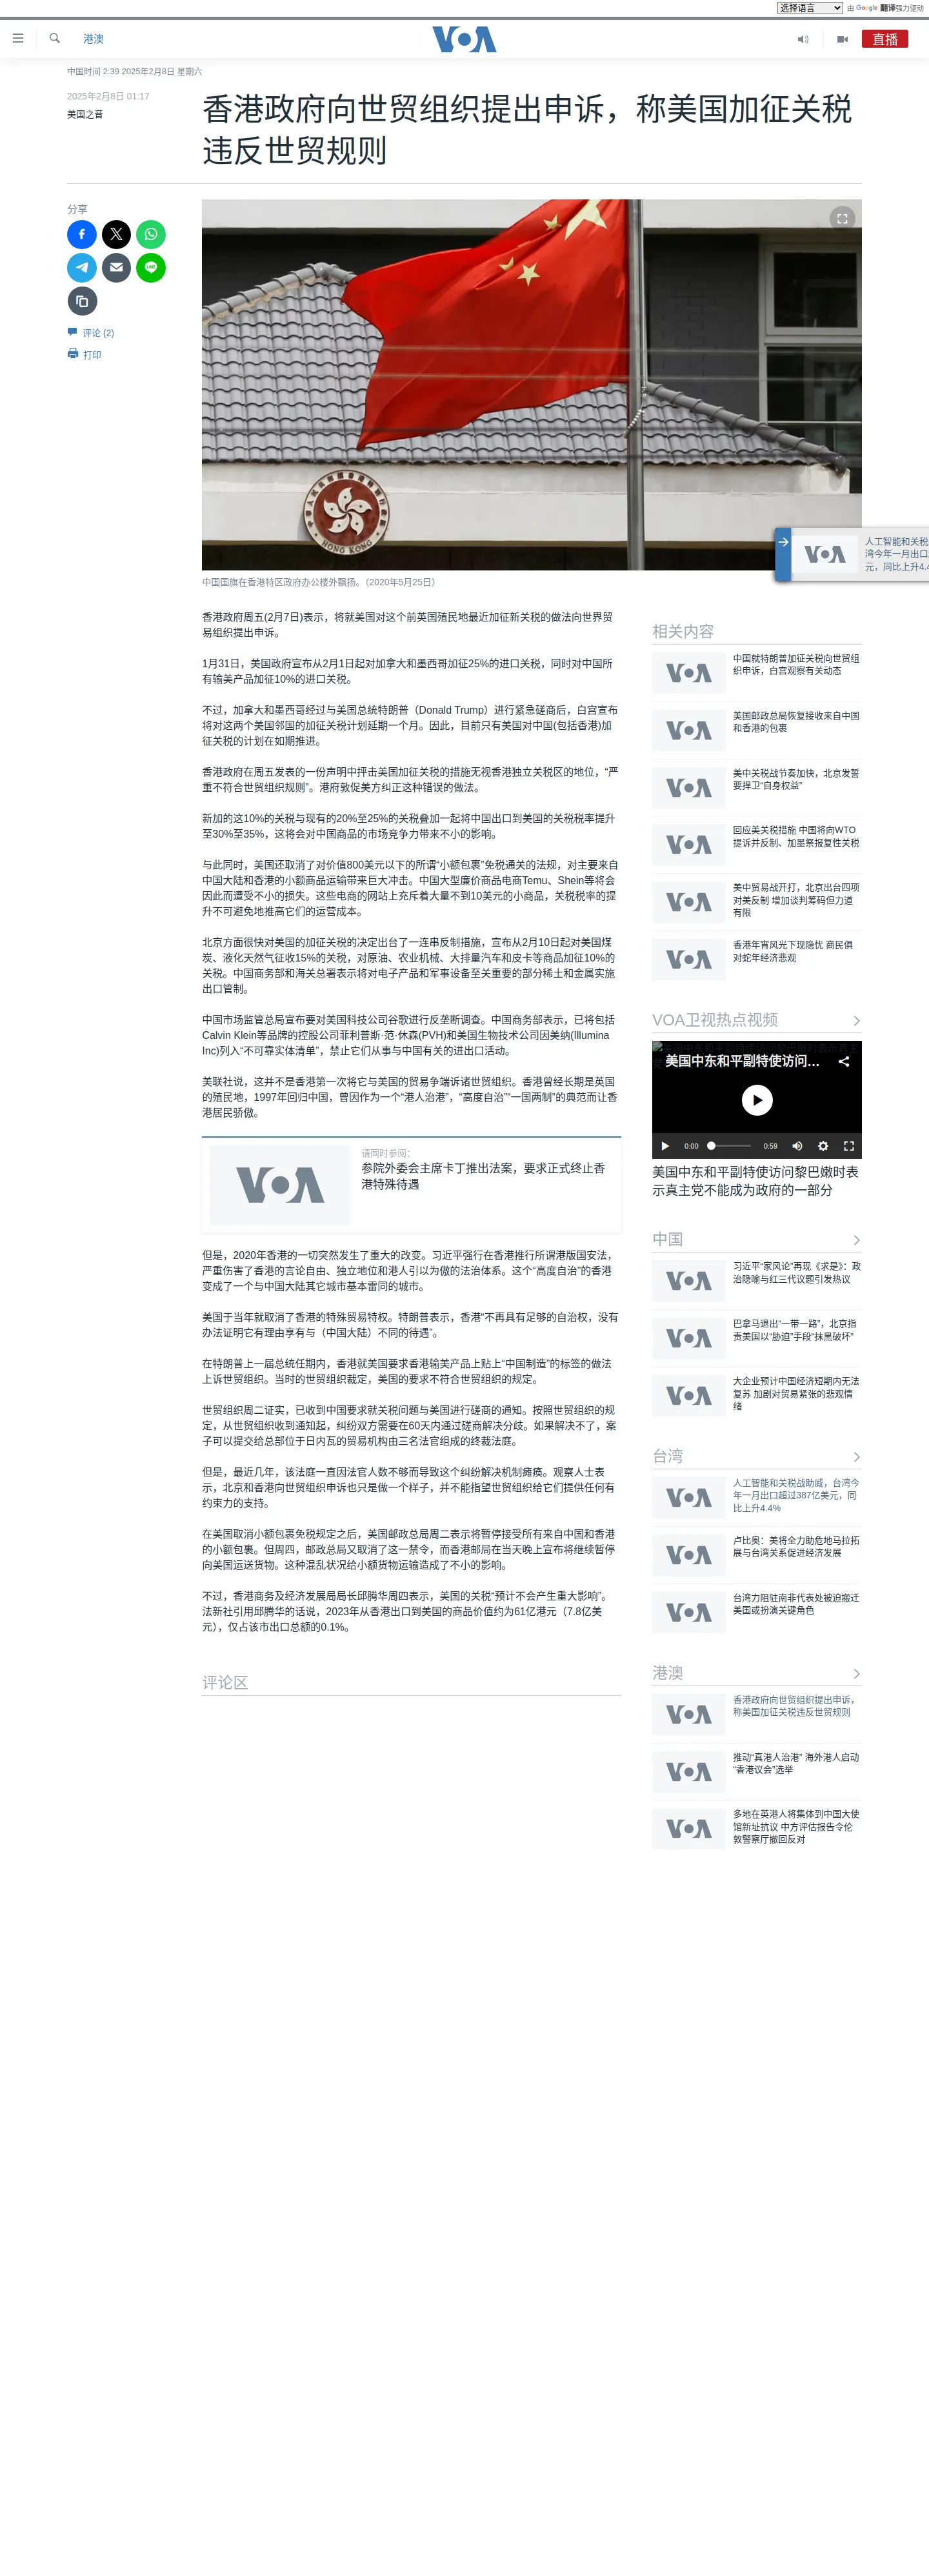 选择语言 由 Google 翻译强力驱动
港澳
VOA
直播
中国时间 2:39 2025年2月8日 星期六
2025年2月8日 01:17
美国之音
香港政府向世贸组织提出申诉，称美国加征关税
违反世贸规则
分享
评论 (2)
打印
HONG KONG
中国国旗在香港特区政府办公楼外飘扬。（2020年5月25日）
人工智能和关税
湾今年一月出口
元，同比上升4.4
香港政府周五(2月7日)表示，将就美国对这个前英国殖民地最近加征新关税的做法向世界贸
易组织提出申诉。
1月31日，美国政府宣布从2月1日起对加拿大和墨西哥加征25%的进口关税，同时对中国所
有输美产品加征10%的进口关税。
不过，加拿大和墨西哥经过与美国总统特朗普（Donald Trump）进行紧急磋商后，白宫宣布
将对这两个美国邻国的加征关税计划延期一个月。因此，目前只有美国对中国(包括香港)加
征关税的计划在如期推进。
香港政府在周五发表的一份声明中抨击美国加征关税的措施无视香港独立关税区的地位，“严
重不符合世贸组织规则”。港府敦促美方纠正这种错误的做法。
新加的这10%的关税与现有的20%至25%的关税叠加一起将中国出口到美国的关税税率提升
至30%至35%，这将会对中国商品的市场竞争力带来不小的影响。
与此同时，美国还取消了对价值800美元以下的所谓“小额包裹”免税通关的法规，对主要来自
中国大陆和香港的小额商品运输带来巨大冲击。中国大型廉价商品电商Temu、Shein等将会
因此而遭受不小的损失。这些电商的网站上充斥着大量不到10美元的小商品，关税税率的提
升不可避免地推高它们的运营成本。
北京方面很快对美国的加征关税的决定出台了一连串反制措施，宣布从2月10日起对美国煤
炭、液化天然气征收15%的关税，对原油、农业机械、大排量汽车和皮卡等商品加征10%的
关税。中国商务部和海关总署表示将对电子产品和军事设备至关重要的部分稀土和金属实施
出口管制。
中国市场监管总局宣布要对美国科技公司谷歌进行反垄断调查。中国商务部表示，已将包括
Calvin Klein等品牌的控股公司菲利普斯·范·休森(PVH)和美国生物技术公司因美纳(Illumina
Inc)列入“不可靠实体清单”，禁止它们从事与中国有关的进出口活动。
美联社说，这并不是香港第一次将它与美国的贸易争端诉诸世贸组织。香港曾经长期是英国
的殖民地，1997年回归中国，曾因作为一个“港人治港”，“高度自治”“一国两制”的典范而让香
港居民骄傲。
VOA
请同时参阅：
参院外委会主席卡丁推出法案，要求正式终止香
港特殊待遇
但是，2020年香港的一切突然发生了重大的改变。习近平强行在香港推行所谓港版国安法，
严重伤害了香港的言论自由、独立地位和港人引以为傲的法治体系。这个“高度自治”的香港
变成了一个与中国大陆其它城市基本雷同的城市。
美国于当年就取消了香港的特殊贸易特权。特朗普表示，香港“不再具有足够的自治权，没有
办法证明它有理由享有与（中国大陆）不同的待遇”。
在特朗普上一届总统任期内，香港就美国要求香港输美产品上贴上“中国制造”的标签的做法
上诉世贸组织。当时的世贸组织裁定，美国的要求不符合世贸组织的规定。
世贸组织周二证实，已收到中国要求就关税问题与美国进行磋商的通知。按照世贸组织的规
定，从世贸组织收到通知起，纠纷双方需要在60天内通过磋商解决分歧。如果解决不了，案
子可以提交给总部位于日内瓦的贸易机构由三名法官组成的终裁法庭。
但是，最近几年，该法庭一直因法官人数不够而导致这个纠纷解决机制瘫痪。观察人士表
示，北京和香港向世贸组织申诉也只是做一个样子，并不能指望世贸组织给它们提供任何有
约束力的支持。
在美国取消小额包裹免税规定之后，美国邮政总局周二表示将暂停接受所有来自中国和香港
的小额包裹。但周四，邮政总局又取消了这一禁令，而香港邮局在当天晚上宣布将继续暂停
向美国运送货物。这种混乱状况给小额货物运输造成了不小的影响。
不过，香港商务及经济发展局局长邱腾华周四表示，美国的关税“预计不会产生重大影响”。
法新社引用邱腾华的话说，2023年从香港出口到美国的商品价值约为61亿港元（7.8亿美
元），仅占该市出口总额的0.1%。
评论区
相关内容
中国就特朗普加征关税向世贸组
织申诉，白宫观察有关动态
美国邮政总局恢复接收来自中国
和香港的包裹
美中关税战节奏加快，北京发誓
要捍卫“自身权益”
回应美关税措施 中国将向WTO
提诉并反制、加墨祭报复性关税
美中贸易战开打，北京出台四项
对美反制 增加谈判筹码但力道
有限
香港年宵风光下现隐忧 商民俱
对蛇年经济悲观
VOA卫视热点视频
美国中东和平副特使访问…
0:00 0:59
美国中东和平副特使访问黎巴嫩时表
示真主党不能成为政府的一部分
中国
习近平“家风论”再现《求是》：政
治隐喻与红三代议题引发热议
巴拿马退出“一带一路”，北京指
责美国以“胁迫”手段“抹黑破坏”
大企业预计中国经济短期内无法
复苏 加剧对贸易紧张的悲观情
绪
台湾
人工智能和关税战助威，台湾今
年一月出口超过387亿美元，同
比上升4.4%
卢比奥：美将全力助危地马拉拓
展与台湾关系促进经济发展
台湾力阻驻南非代表处被迫搬迁
美国或扮演关键角色
港澳
香港政府向世贸组织提出申诉，
称美国加征关税违反世贸规则
推动“真港人治港” 海外港人启动
“香港议会”选举
多地在英港人将集体到中国大使
馆新址抗议 中方评估报告令伦
敦警察厅撤回反对